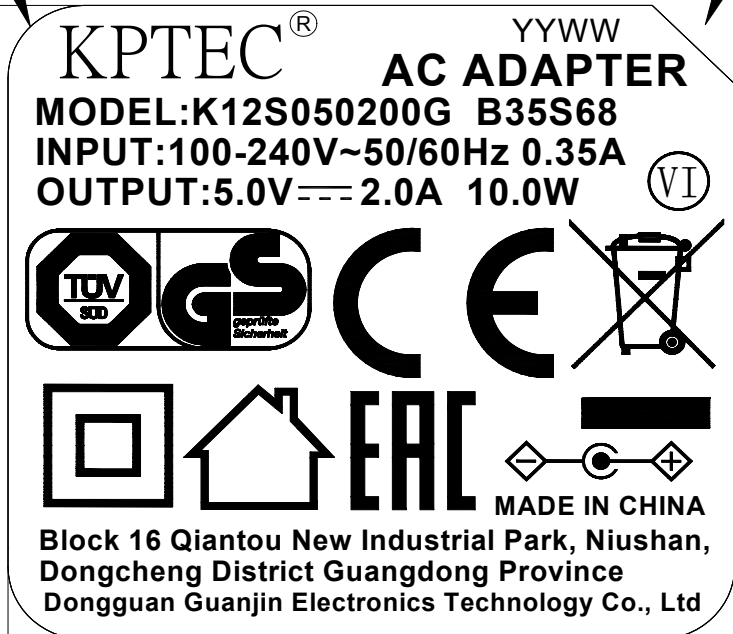 KPTEC® YYWW
AC ADAPTER
MODEL:K12S050200G B35S68
INPUT:100-240V~50/60Hz 0.35A
OUTPUT:5.0V⎓2.0A 10.0W
VI
TÜV
SÜD
GS
geprüfte
Sicherheit
CE
EAC
MADE IN CHINA
Block 16 Qiantou New Industrial Park, Niushan,
Dongcheng District Guangdong Province
Dongguan Guanjin Electronics Technology Co., Ltd